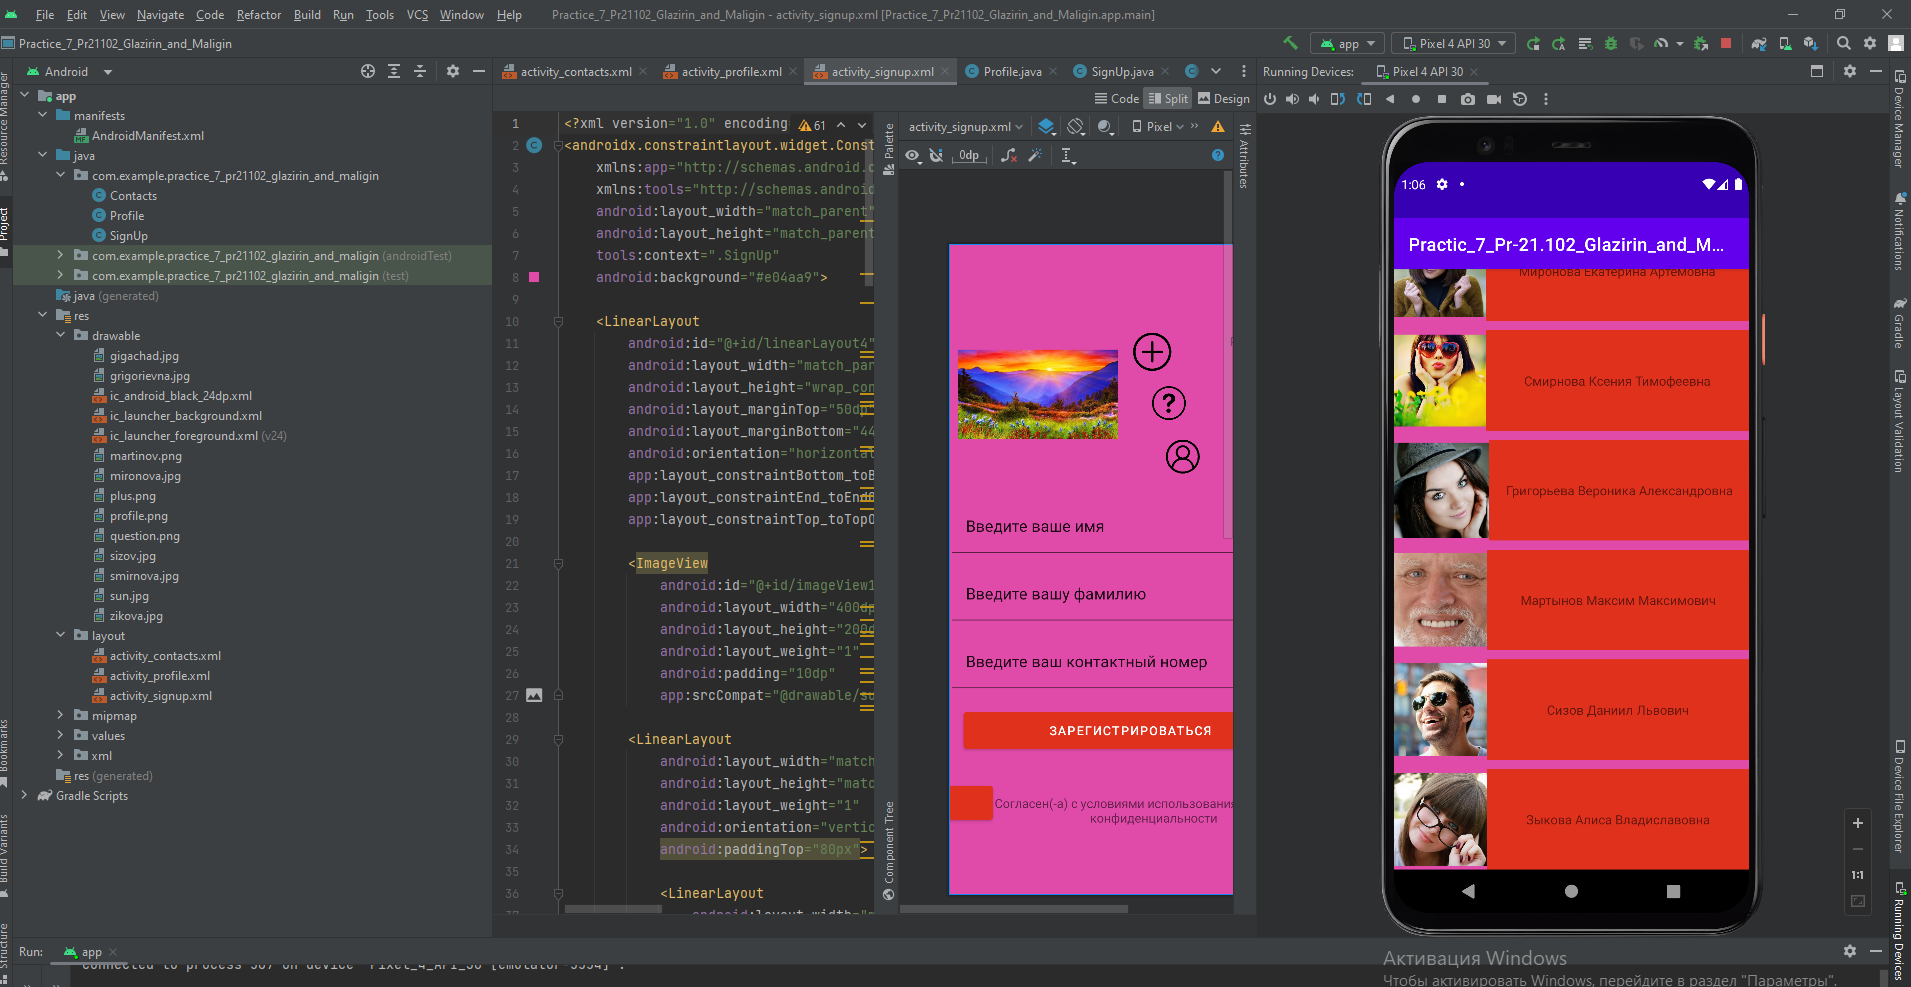 File Edit View Navigate Code Refactor Build Run Tools VCS Window Help Practice_7_Pr21102_Glazirin_and_Maligin - activity_signup.xml [Practice_7_Pr21102_Glazirin_and_Maligin.app.main]
Practice_7_Pr21102_Glazirin_and_Maligin
app
Pixel 4 API 30
Android
activity_contacts.xml
activity_profile.xml
activity_signup.xml
Profile.java
SignUp.java
Running Devices:
Pixel 4 API 30
Code
Split
Design
Resource Manager
Project
Bookmarks
Build Variants
Structure
app
manifests
AndroidManifest.xml
java
com.example.practice_7_pr21102_glazirin_and_maligin
Contacts
Profile
SignUp
com.example.practice_7_pr21102_glazirin_and_maligin (androidTest)
com.example.practice_7_pr21102_glazirin_and_maligin (test)
java (generated)
res
drawable
gigachad.jpg
grigorievna.jpg
ic_android_black_24dp.xml
ic_launcher_background.xml
ic_launcher_foreground.xml (v24)
martinov.png
mironova.jpg
plus.png
profile.png
question.png
sizov.jpg
smirnova.jpg
sun.jpg
zikova.jpg
layout
activity_contacts.xml
activity_profile.xml
activity_signup.xml
mipmap
values
xml
res (generated)
Gradle Scripts
1 <?xml version="1.0" encoding
61
2 <androidx.constraintlayout.widget.Const
3 xmlns:app="http://schemas.android.c
4 xmlns:tools="http://schemas.android
5 android:layout_width="match_parent"
6 android:layout_height="match_parent
7 tools:context=".SignUp"
8 android:background="#e04aa9">
9
10 <LinearLayout
11 android:id="@+id/linearLayout4"
12 android:layout_width="match_par
13 android:layout_height="wrap_con
14 android:layout_marginTop="50dp"
15 android:layout_marginBottom="44
16 android:orientation="horizontal
17 app:layout_constraintBottom_toB
18 app:layout_constraintEnd_toEndO
19 app:layout_constraintTop_toTopO
20
21 <ImageView
22 android:id="@+id/imageView1
23 android:layout_width="400dp
24 android:layout_height="200d
25 android:layout_weight="1"
26 android:padding="10dp"
27 app:srcCompat="@drawable/su
28
29 <LinearLayout
30 android:layout_width="match
31 android:layout_height="matc
32 android:layout_weight="1"
33 android:orientation="vertic
34 android:paddingTop="80px">
35
36 <LinearLayout
Palette
Component Tree
activity_signup.xml
Pixel
0dp
Attributes
Введите ваше имя
Введите вашу фамилию
Введите ваш контактный номер
ЗАРЕГИСТРИРОВАТЬСЯ
Согласен(-а) с условиями использования
конфиденциальности
1:06
Practic_7_Pr-21.102_Glazirin_and_M...
Миронова Екатерина Артёмовна
Смирнова Ксения Тимофеевна
Григорьева Вероника Александровна
Мартынов Максим Максимович
Сизов Даниил Львович
Зыкова Алиса Владиславовна
1:1
Device Manager
Notifications
Gradle
Layout Validation
Device File Explorer
Running Devices
Run: app
Connected to process 567 on device 'Pixel_4_API_30 [emulator-5554]'.
Активация Windows
Чтобы активировать Windows, перейдите в раздел "Параметры".